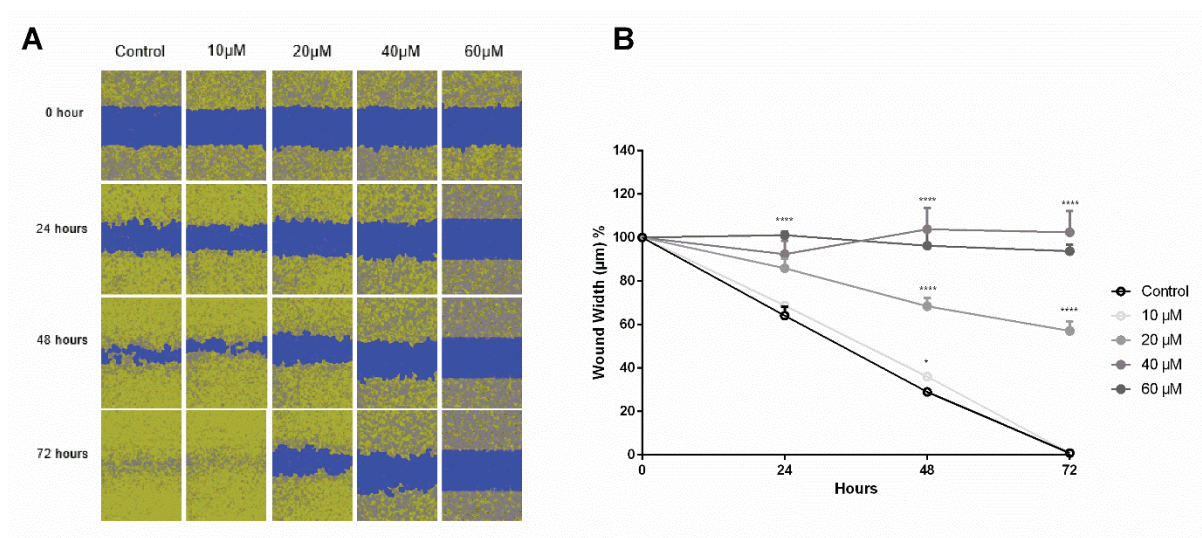 A
Control 10µM 20µM 40µM 60µM
0 hour
24 hours
48 hours
72 hours
B
140
120
100
80
60
40
20
0
Wound Width (µm) %
0 24 48 72
Hours
****
****
****
****
****
*
Control
10 µM
20 µM
40 µM
60 µM